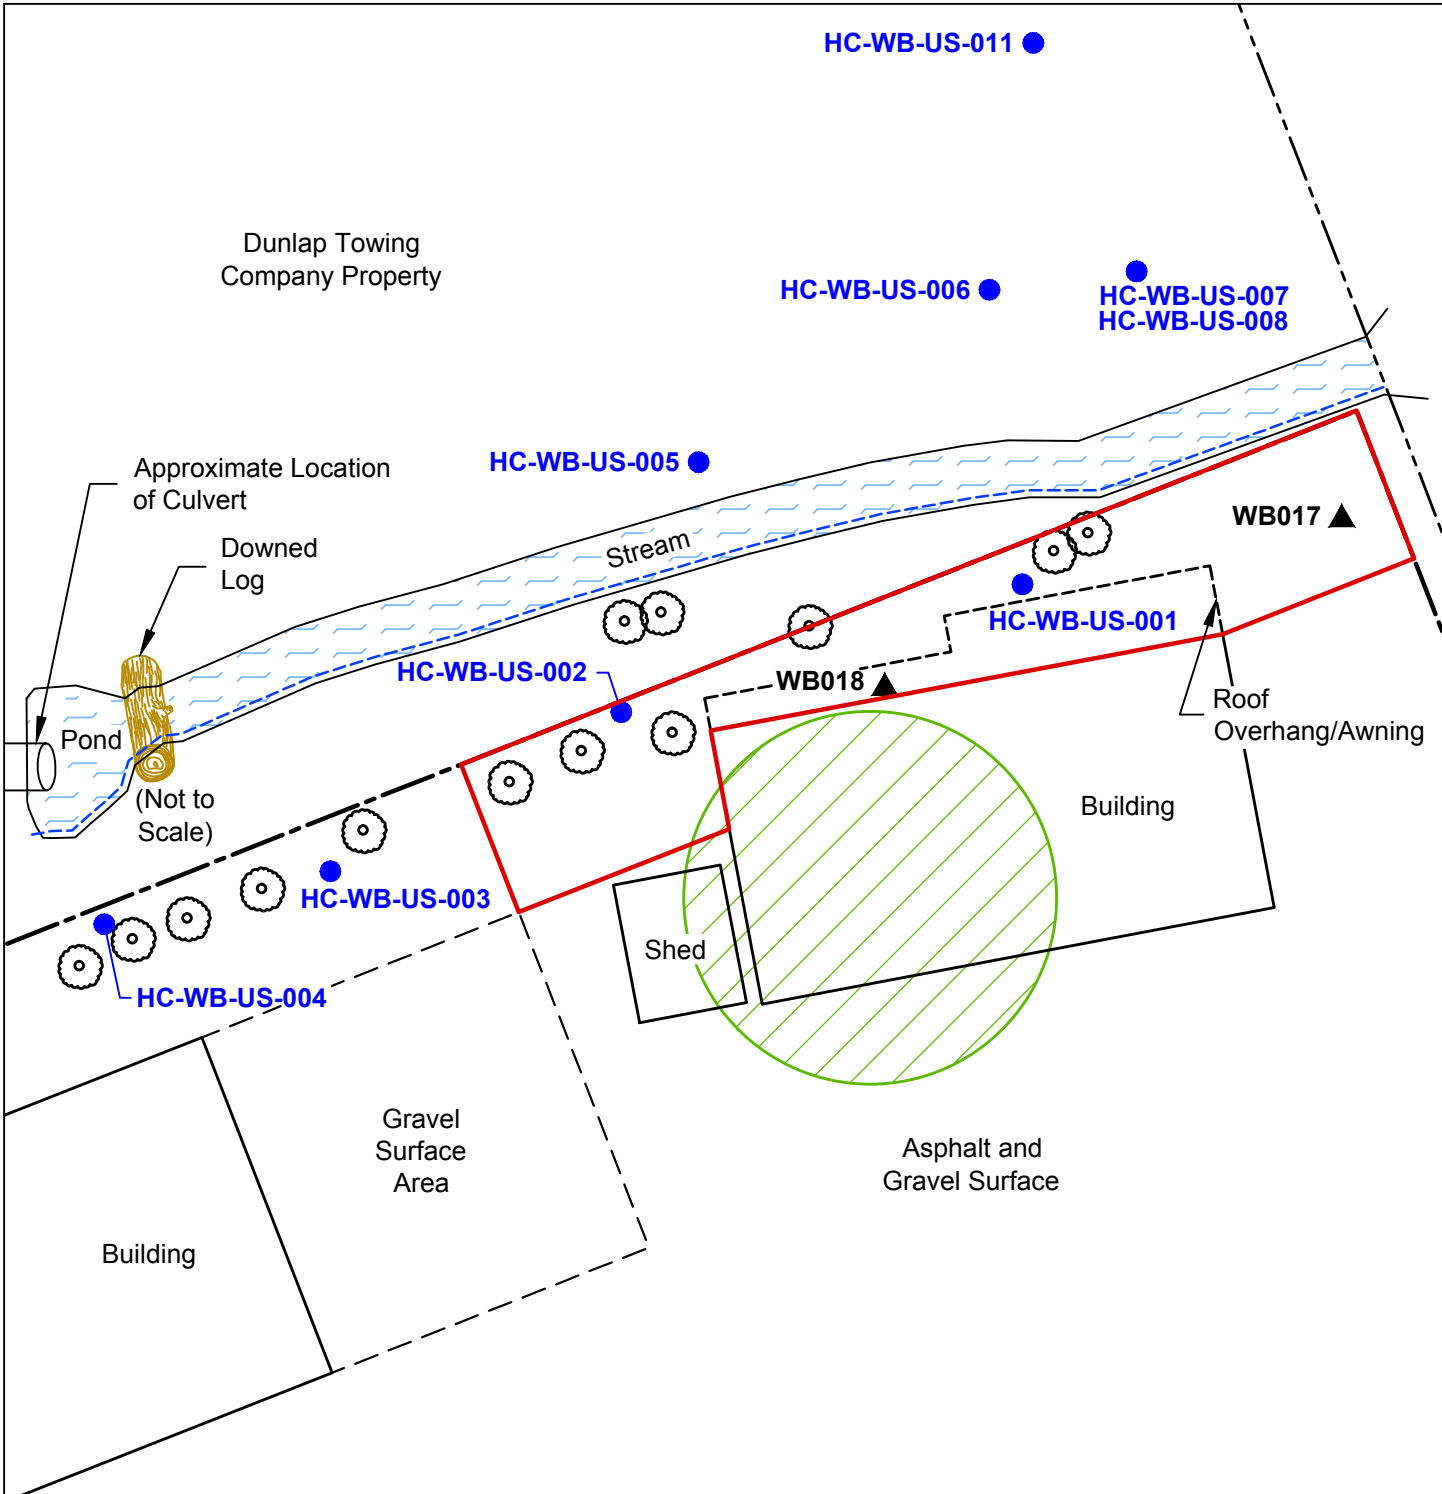 HC-WB-US-011
Dunlap Towing
Company Property
HC-WB-US-006
HC-WB-US-007
HC-WB-US-008
HC-WB-US-005
Approximate Location
of Culvert
Downed
Log
Stream
WB017
HC-WB-US-001
HC-WB-US-002
WB018
Roof
Overhang/Awning
Pond
(Not to
Scale)
Building
HC-WB-US-003
Shed
HC-WB-US-004
Gravel
Surface
Area
Asphalt and
Gravel Surface
Building